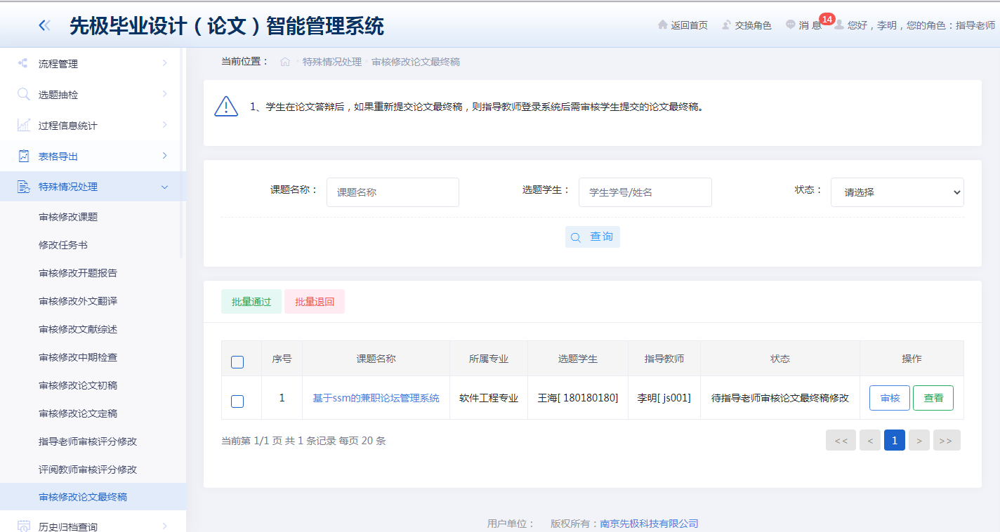 先极毕业设计（论文）智能管理系统
返回首页 交换角色 消 息 14 您好，李明，您的角色：指导老师
流程管理
选题抽检
过程信息统计
表格导出
特殊情况处理
审核修改课题
修改任务书
审核修改开题报告
审核修改外文翻译
审核修改文献综述
审核修改中期检查
审核修改论文初稿
审核修改论文定稿
指导老师审核评分修改
评阅教师审核评分修改
审核修改论文最终稿
历史归档查询
当前位置： 特殊情况处理 审核修改论文最终稿
1、学生在论文答辩后，如果重新提交论文最终稿，则指导教师登录系统后需审核学生提交的论文最终稿。
课题名称： 课题名称 选题学生： 学生学号/姓名 状态： 请选择
查询
批量通过 批量退回
序号 课题名称 所属专业 选题学生 指导教师 状态 操作
1 基于ssm的兼职论坛管理系统 软件工程专业 王海[ 180180180] 李明[ js001] 待指导老师审核论文最终稿修改 审核 查看
当前第 1/1 页 共 1 条记录 每页 20 条 << < 1 > >>
用户单位： 版权所有：南京先极科技有限公司